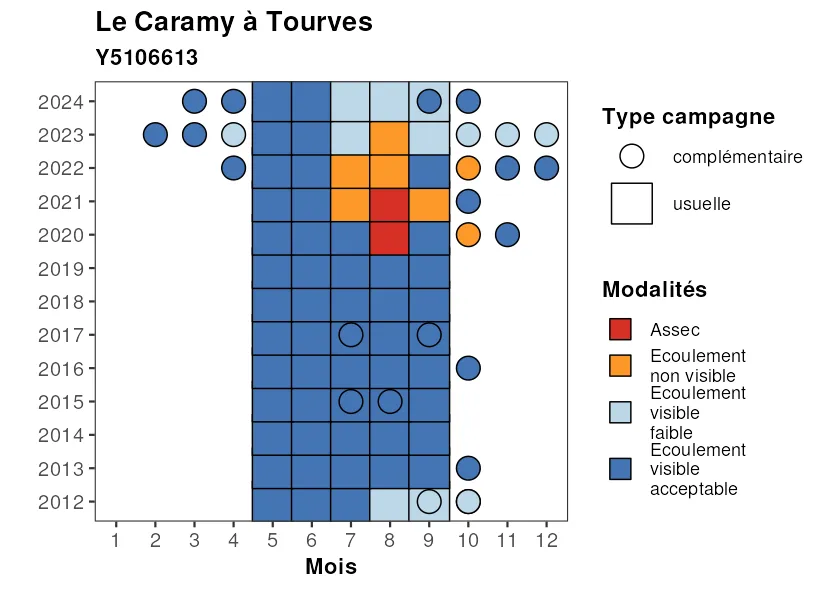 Le Caramy à Tourves
Y5106613
2024
2023
2022
2021
2020
2019
2018
2017
2016
2015
2014
2013
2012
1 2 3 4 5 6 7 8 9 10 11 12
Mois
Type campagne
complémentaire
usuelle
Modalités
Assec
Ecoulement
non visible
Ecoulement
visible
faible
Ecoulement
visible
acceptable